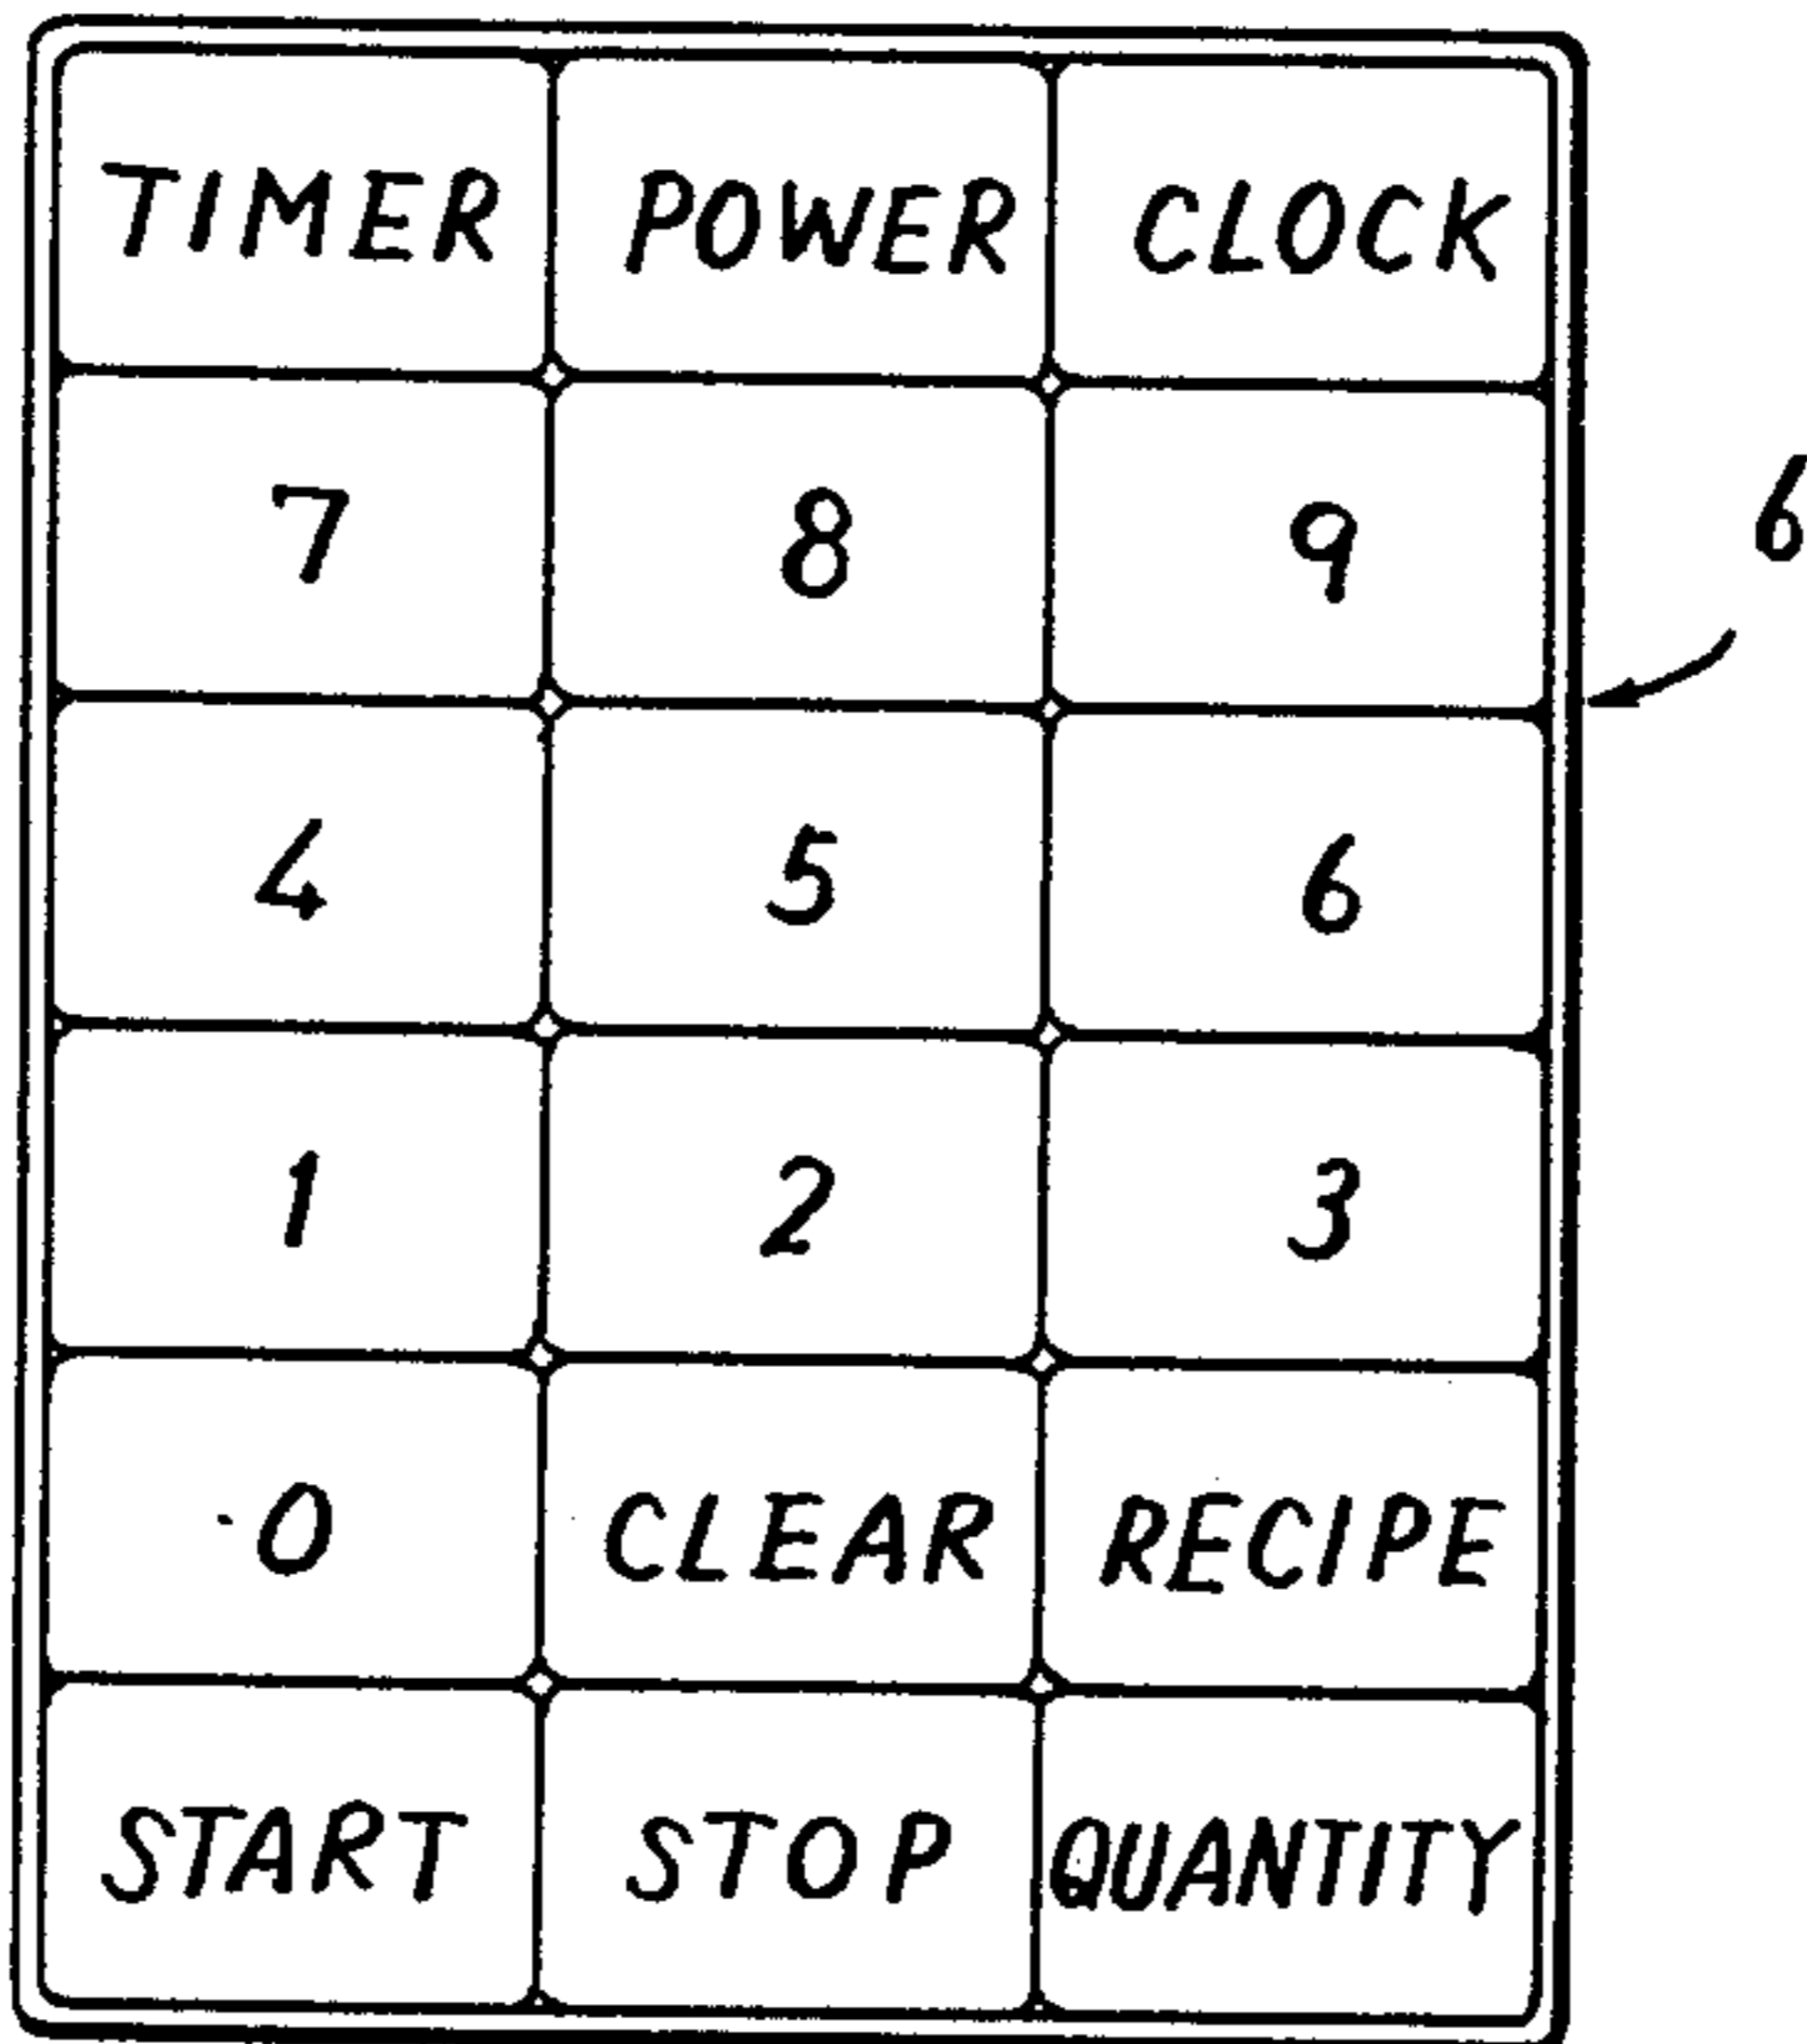 TIMER POWER CLOCK
7 8 9
6
4 5 6
1 2 3
0 CLEAR RECIPE
START STOP QUANTITY